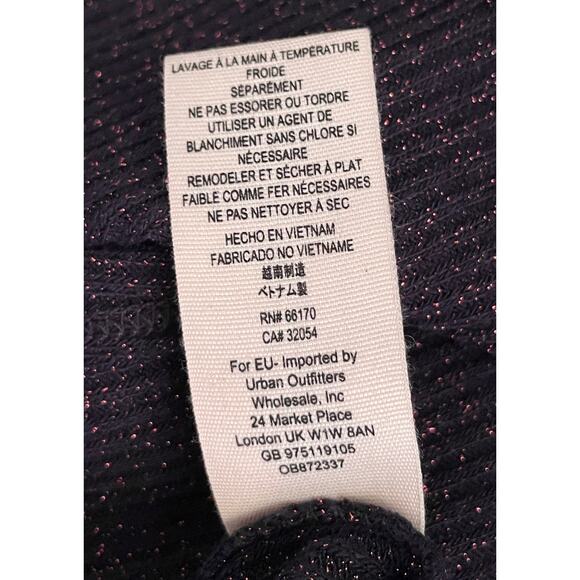 LAVAGE À LA MAIN À TEMPÉRATURE
FROIDE
SÉPARÉMENT
NE PAS ESSORER OU TORDRE
UTILISER UN AGENT DE
BLANCHIMENT SANS CHLORE SI
NÉCESSAIRE
REMODELER ET SÉCHER À PLAT
FAIBLE COMME FER NÉCESSAIRES
NE PAS NETTOYER À SEC
HECHO EN VIETNAM
FABRICADO NO VIETNAME
越南制造
ベトナム製
RN# 66170
CA# 32054
For EU- Imported by
Urban Outfitters
Wholesale, Inc
24 Market Place
London UK W1W 8AN
GB 975119105
OB872337